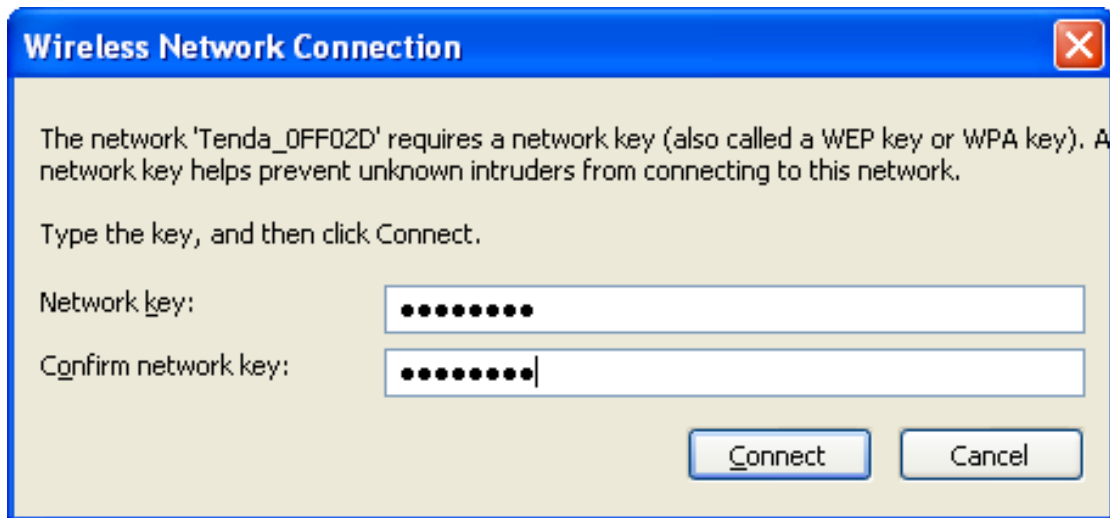 Wireless Network Connection
The network 'Tenda_0FF02D' requires a network key (also called a WEP key or WPA key). A
network key helps prevent unknown intruders from connecting to this network.
Type the key, and then click Connect.
Network key: ●●●●●●●●
Confirm network key: ●●●●●●●●
Connect Cancel